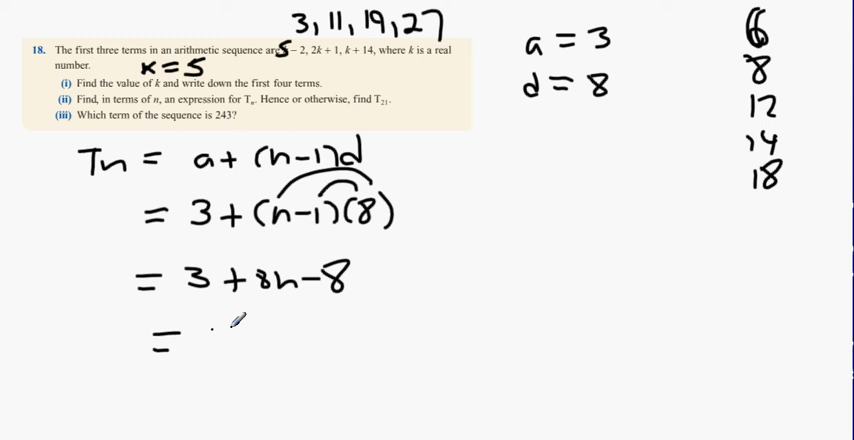 3, 11, 19, 27
18. The first three terms in an arithmetic sequence are 5 – 2, 2k + 1, k + 14, where k is a real
number. K = 5
(i) Find the value of k and write down the first four terms.
(ii) Find, in terms of n, an expression for Tn. Hence or otherwise, find T21.
(iii) Which term of the sequence is 243?
a = 3
d = 8
6
8
12
14
18
Tn = a + (n-1)d
= 3 + (n-1)(8)
= 3 + 8n - 8
=